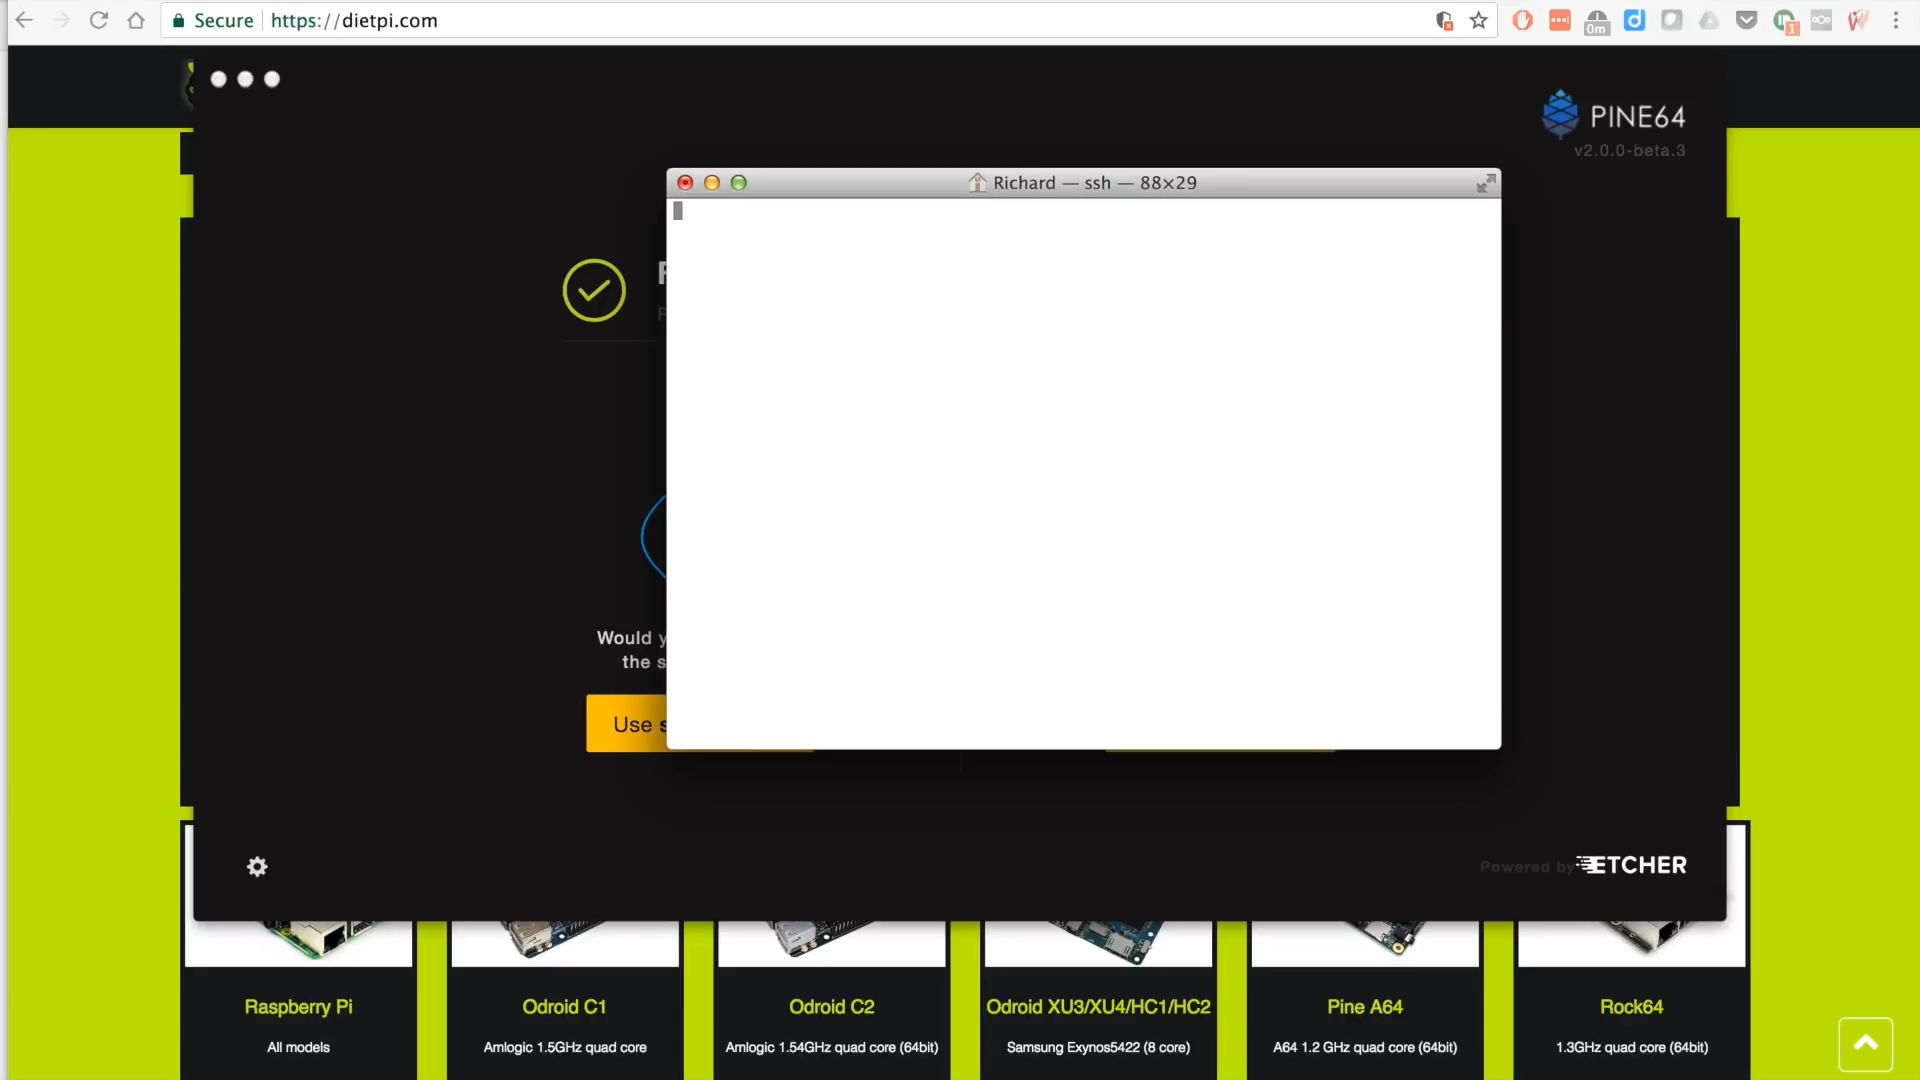 Secure https://dietpi.com
0m
1
PINE64
v2.0.0-beta.3
Richard — ssh — 88×29
F
Would y
the s
Use s
Powered by ETCHER
Raspberry Pi
All models
Odroid C1
Amlogic 1.5GHz quad core
Odroid C2
Amlogic 1.54GHz quad core (64bit)
Odroid XU3/XU4/HC1/HC2
Samsung Exynos5422 (8 core)
Pine A64
A64 1.2 GHz quad core (64bit)
Rock64
1.3GHz quad core (64bit)